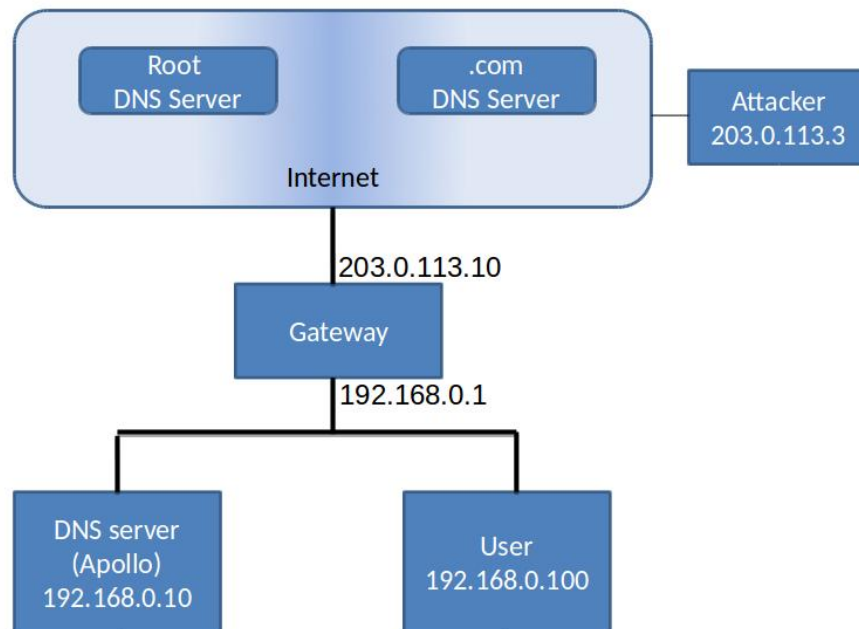 Root
DNS Server
.com
DNS Server
Attacker
203.0.113.3
Internet
203.0.113.10
Gateway
192.168.0.1
DNS server
(Apollo)
192.168.0.10
User
192.168.0.100